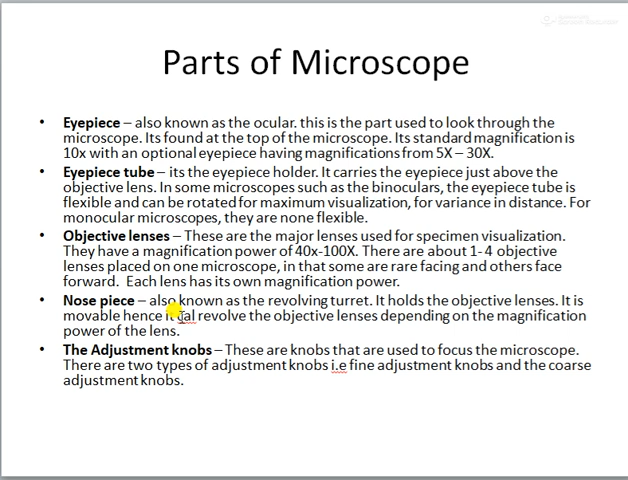 Parts of Microscope
• Eyepiece – also known as the ocular. this is the part used to look through the
microscope. Its found at the top of the microscope. Its standard magnification is
10x with an optional eyepiece having magnifications from 5X – 30X.
• Eyepiece tube – its the eyepiece holder. It carries the eyepiece just above the
objective lens. In some microscopes such as the binoculars, the eyepiece tube is
flexible and can be rotated for maximum visualization, for variance in distance. For
monocular microscopes, they are none flexible.
• Objective lenses – These are the major lenses used for specimen visualization.
They have a magnification power of 40x-100X. There are about 1- 4 objective
lenses placed on one microscope, in that some are rare facing and others face
forward. Each lens has its own magnification power.
• Nose piece – also known as the revolving turret. It holds the objective lenses. It is
movable hence it revolve the objective lenses depending on the magnification
power of the lens.
• The Adjustment knobs – These are knobs that are used to focus the microscope.
There are two types of adjustment knobs i.e fine adjustment knobs and the coarse
adjustment knobs.